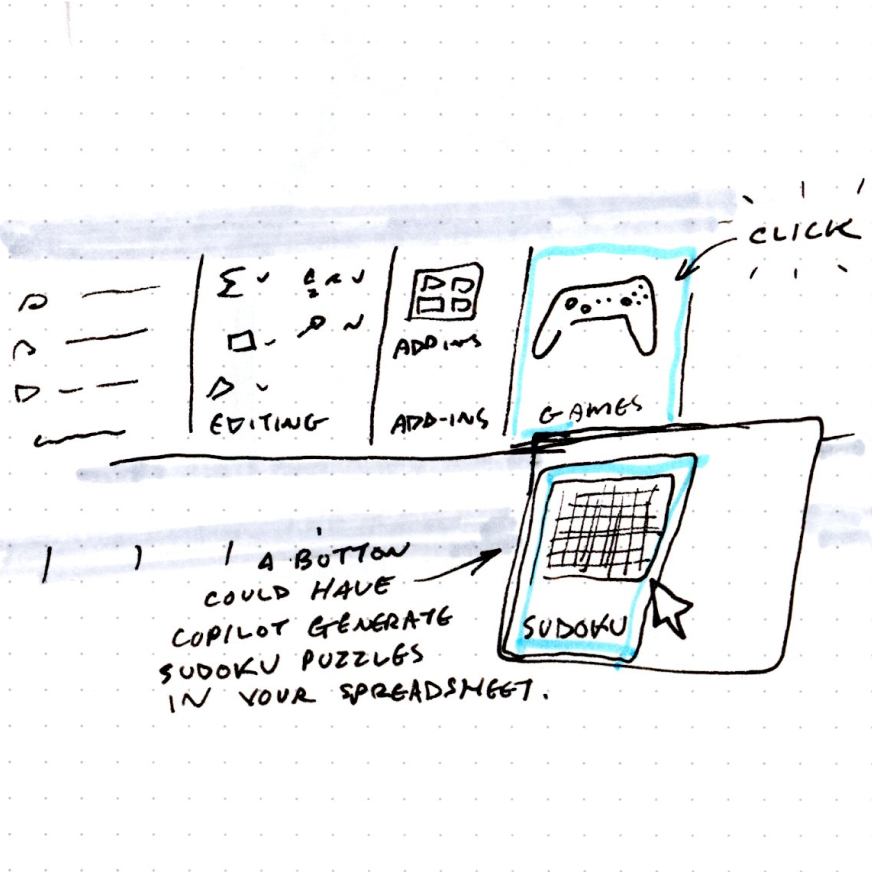 CLICK
ADD INS
EDITING
ADD-INS
GAMES
A BUTTON
COULD HAVE
COPILOT GENERATE
SUDOKU PUZZLES
IN YOUR SPREADSHEET.
SUDOKU